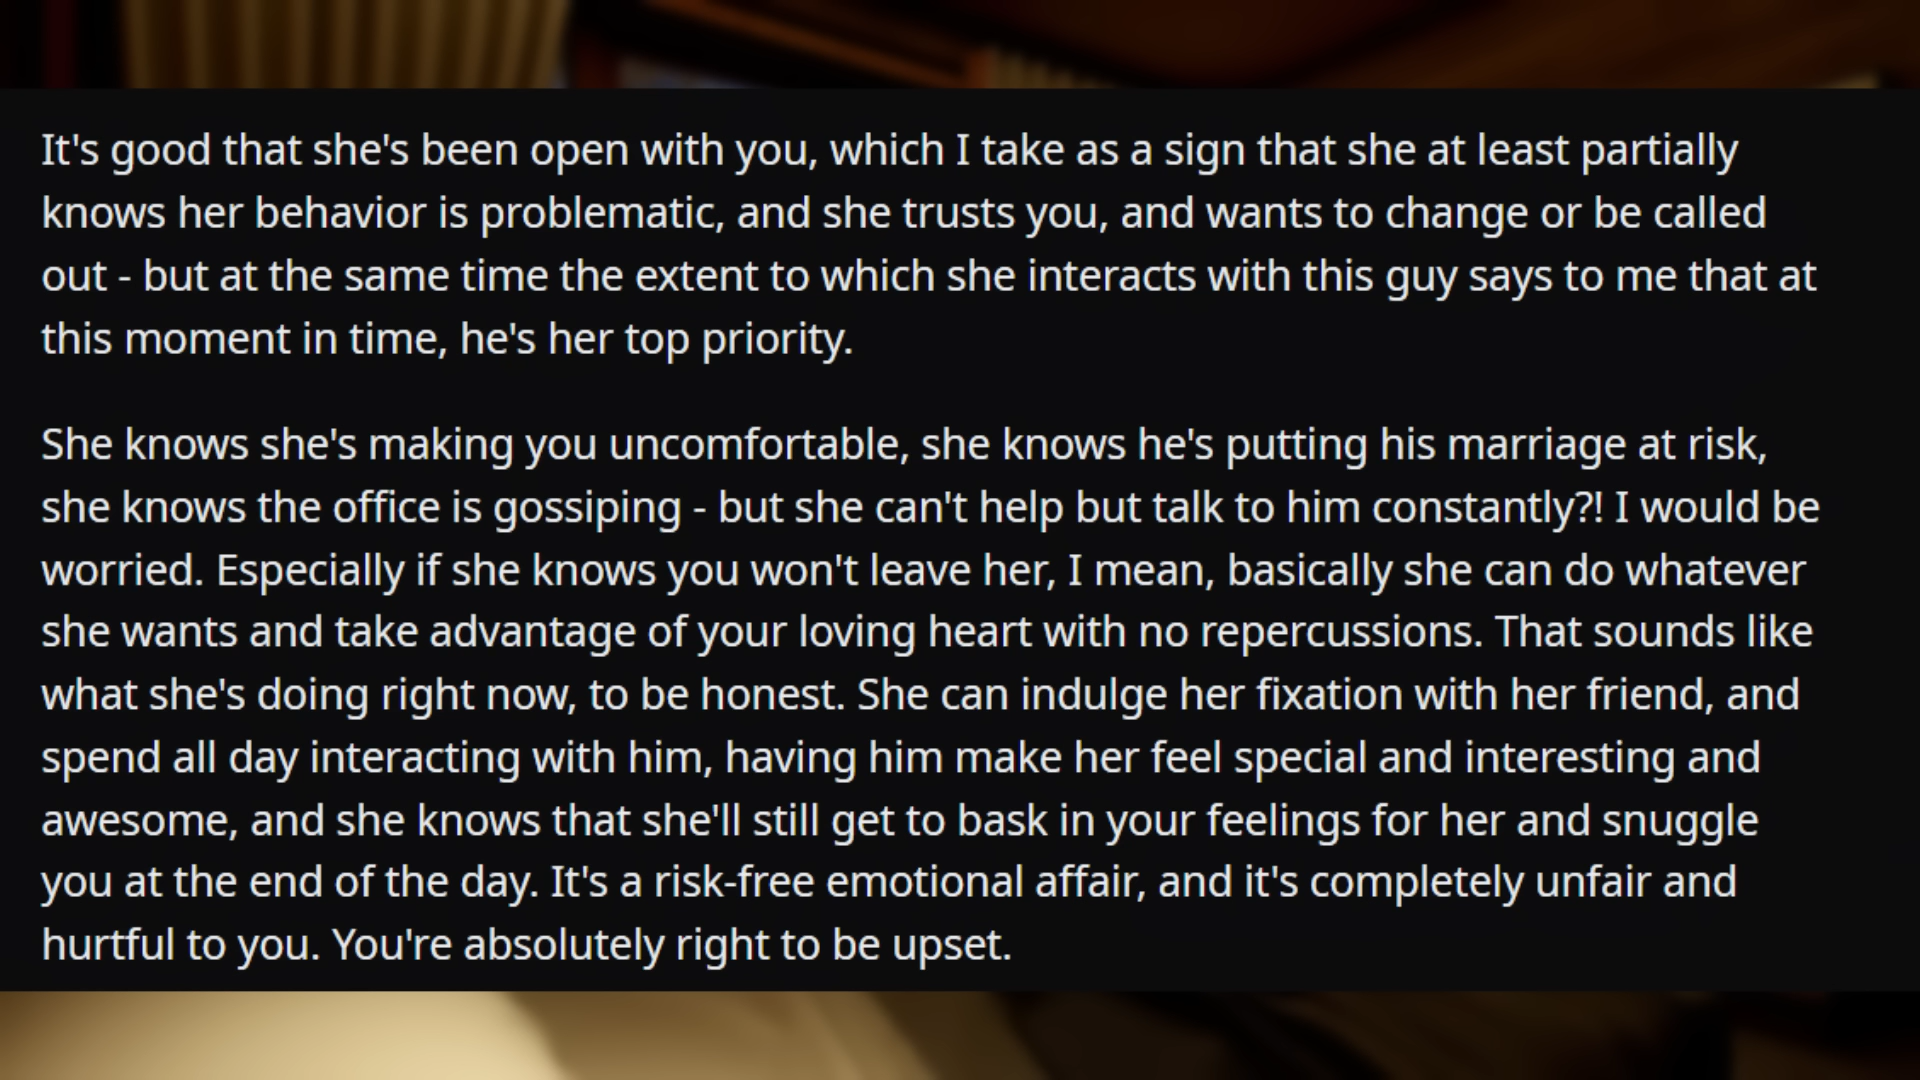 It's good that she's been open with you, which I take as a sign that she at least partially
knows her behavior is problematic, and she trusts you, and wants to change or be called
out - but at the same time the extent to which she interacts with this guy says to me that at
this moment in time, he's her top priority.
She knows she's making you uncomfortable, she knows he's putting his marriage at risk,
she knows the office is gossiping - but she can't help but talk to him constantly?! I would be
worried. Especially if she knows you won't leave her, I mean, basically she can do whatever
she wants and take advantage of your loving heart with no repercussions. That sounds like
what she's doing right now, to be honest. She can indulge her fixation with her friend, and
spend all day interacting with him, having him make her feel special and interesting and
awesome, and she knows that she'll still get to bask in your feelings for her and snuggle
you at the end of the day. It's a risk-free emotional affair, and it's completely unfair and
hurtful to you. You're absolutely right to be upset.